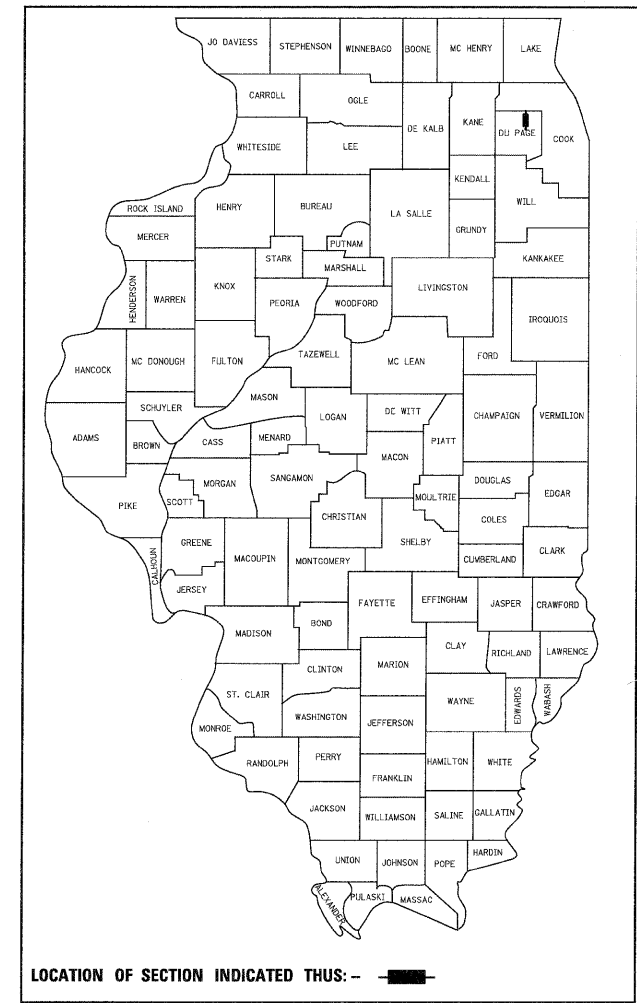 JO DAVIESS STEPHENSON WINNEBAGO BOONE MC HENRY LAKE
CARROLL OGLE
DE KALB KANE DU PAGE COOK
WHITESIDE LEE
KENDALL
ROCK ISLAND HENRY BUREAU LA SALLE WILL
MERCER PUTNAM GRUNDY
STARK MARSHALL KANKAKEE
HENDERSON WARREN KNOX PEORIA WOODFORD LIVINGSTON
IROQUOIS
HANCOCK MC DONOUGH FULTON TAZEWELL MC LEAN FORD
MASON
SCHUYLER LOGAN DE WITT CHAMPAIGN VERMILION
ADAMS BROWN CASS MENARD PIATT
MACON
MORGAN SANGAMON DOUGLAS
PIKE SCOTT MOULTRIE EDGAR
CHRISTIAN COLES
GREENE SHELBY
CALHOUN MACOUPIN MONTGOMERY CUMBERLAND CLARK
JERSEY
FAYETTE EFFINGHAM JASPER CRAWFORD
MADISON BOND
CLAY RICHLAND LAWRENCE
CLINTON MARION
ST. CLAIR WAYNE EDWARDS WABASH
WASHINGTON JEFFERSON
MONROE
RANDOLPH PERRY HAMILTON WHITE
FRANKLIN
JACKSON WILLIAMSON SALINE GALLATIN
UNION JOHNSON POPE HARDIN
ALEXANDER PULASKI MASSAC
LOCATION OF SECTION INDICATED THUS: –